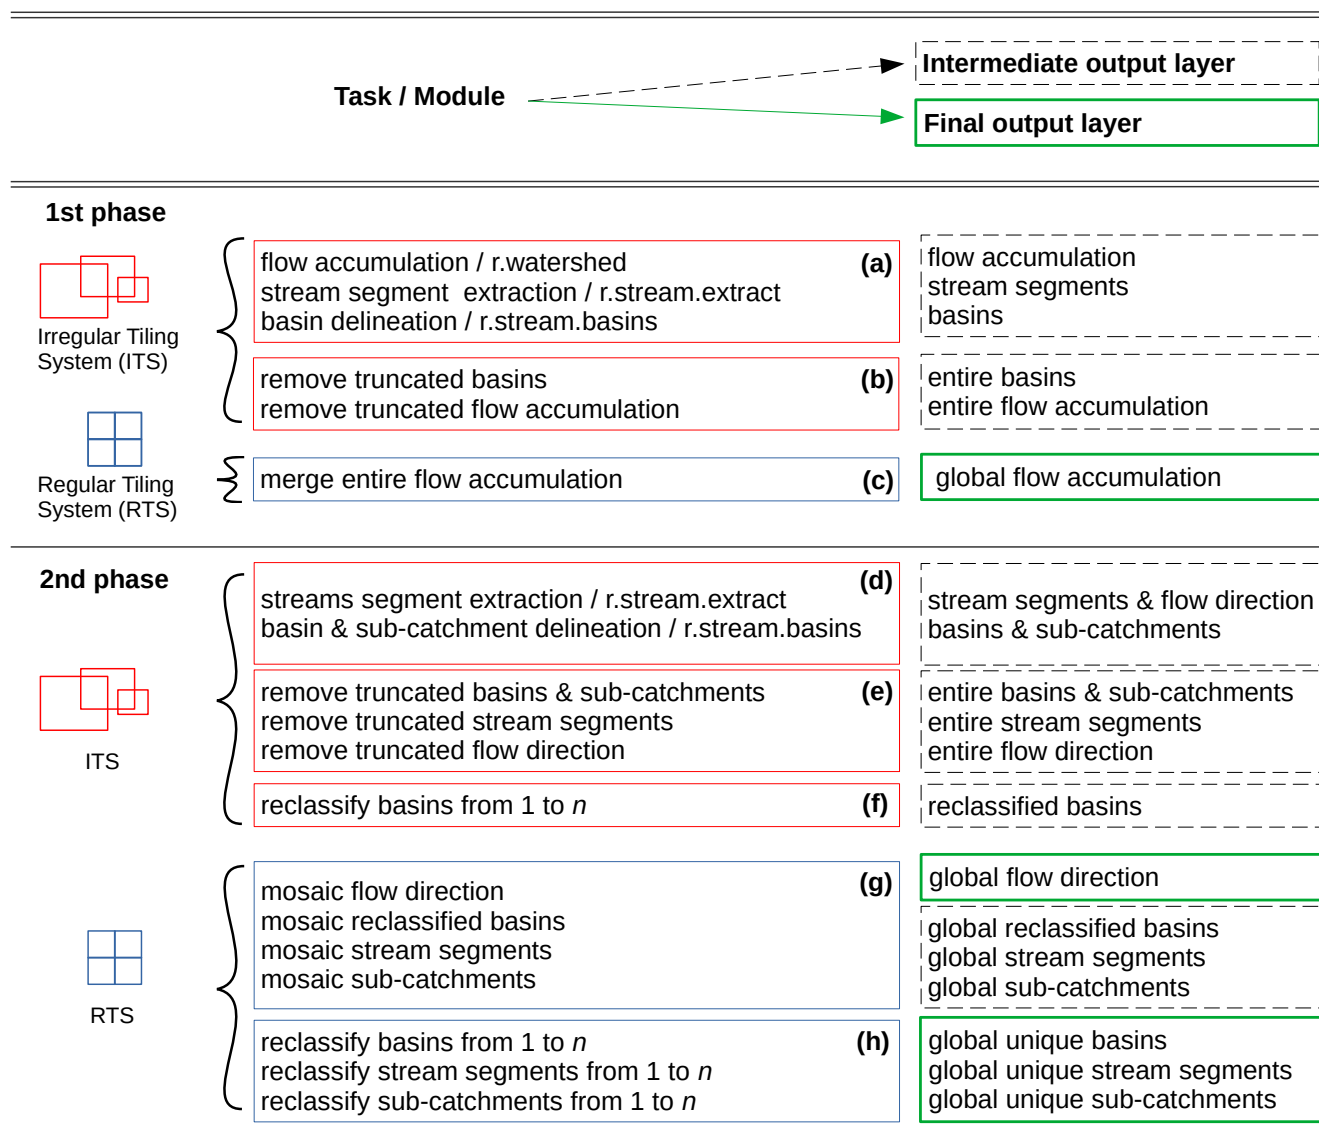 Task / Module
Intermediate output layer
Final output layer
1st phase
Irregular Tiling
System (ITS)
flow accumulation / r.watershed
stream segment  extraction / r.stream.extract
basin delineation / r.stream.basins
(a)
flow accumulation
stream segments
basins
remove truncated basins
remove truncated flow accumulation
(b)
entire basins
entire flow accumulation
Regular Tiling
System (RTS)
merge entire flow accumulation
(c)
global flow accumulation
2nd phase
ITS
streams segment extraction / r.stream.extract
basin & sub-catchment delineation / r.stream.basins
(d)
stream segments & flow direction
basins & sub-catchments
remove truncated basins & sub-catchments
remove truncated stream segments
remove truncated flow direction
(e)
entire basins & sub-catchments
entire stream segments
entire flow direction
reclassify basins from 1 to n
(f)
reclassified basins
RTS
mosaic flow direction
mosaic reclassified basins
mosaic stream segments
mosaic sub-catchments
(g)
global flow direction
global reclassified basins
global stream segments
global sub-catchments
reclassify basins from 1 to n
reclassify stream segments from 1 to n
reclassify sub-catchments from 1 to n
(h)
global unique basins
global unique stream segments
global unique sub-catchments